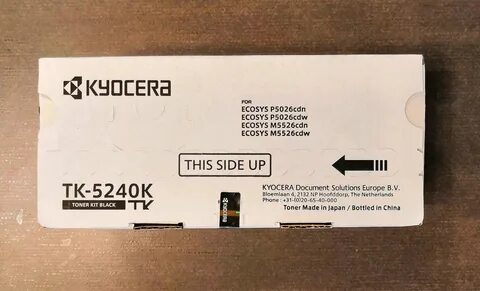 KYOCERA
FOR
ECOSYS P5026cdn
ECOSYS P5026cdw
ECOSYS M5526cdn
ECOSYS M5526cdw
THIS SIDE UP
TK-5240K
TONER KIT BLACK TK
KYOCERA Document Solutions Europe B.V.
Bloemlaan 4, 2132 NP Hoofddorp, The Netherlands
Phone : +31-(0)20-65-40-000
Toner Made in Japan / Bottled in China
KYOCERA